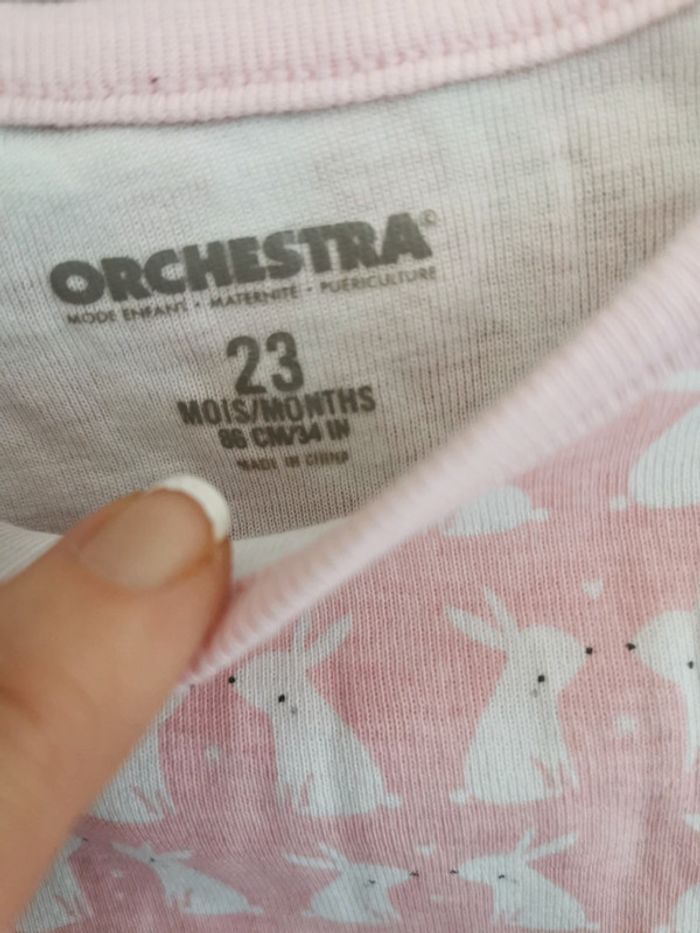 ORCHESTRA®
MODE ENFANT • MATERNITÉ • PUÉRICULTURE
23
MOIS/MONTHS
86 CM/34 IN
MADE IN CHINA